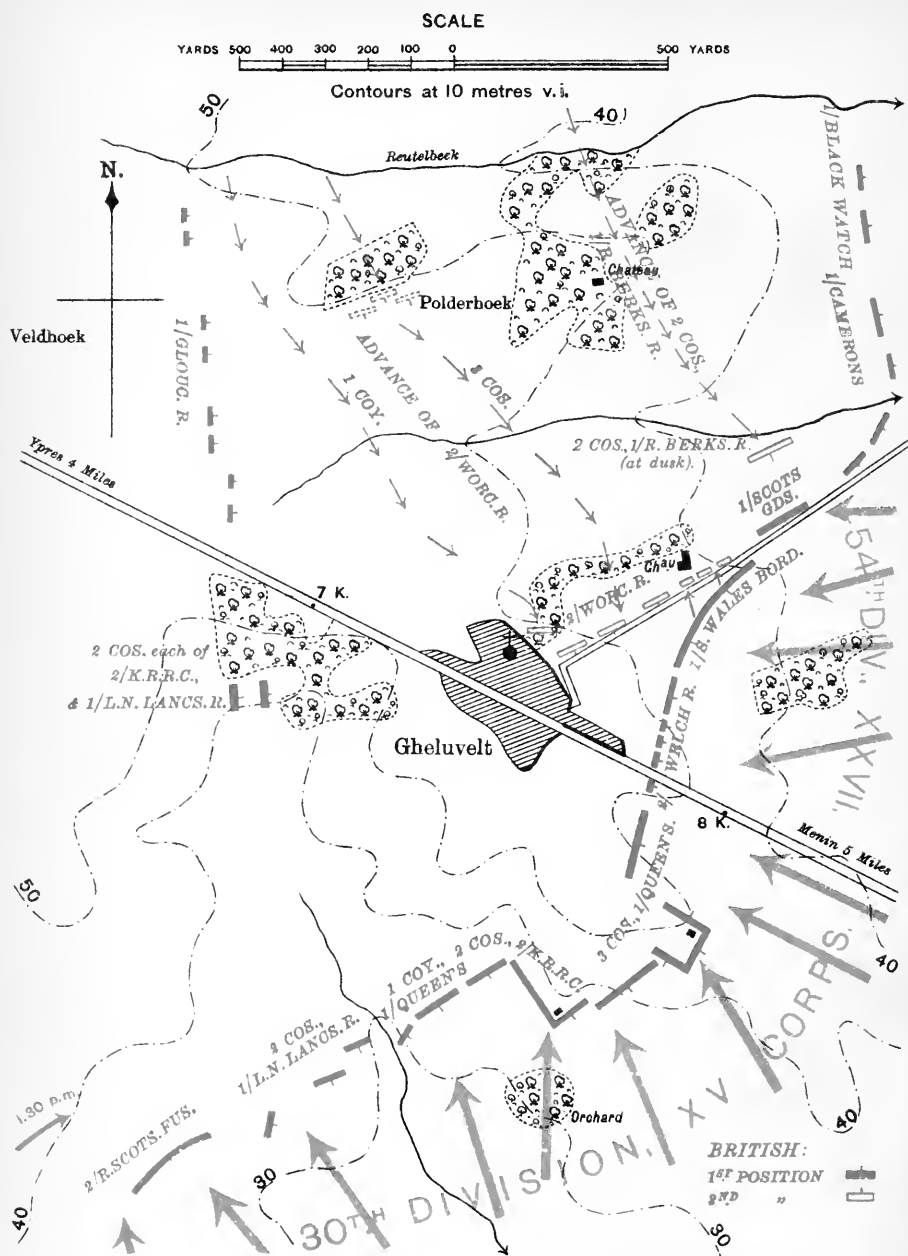 SCALE
YARDS 500 400 300 200 100 0 500 YARDS
Contours at 10 metres v.i.
50
40
Reutelbeck
N.
1/BLACK WATCH
1/CAMERONS
ADVANCE OF 2 COS.,
1/R. BERKS. R.
Chateau
Polderhoek
Veldhoek
1/GLOUC. R.
ADVANCE OF
2/WORC. R.
1 COY.
3 COS.
Ypres 4 Miles
2 COS., 1/R. BERKS. R.
(at dusk).
1/SCOTS
GDS.
54TH DIV., XXVII,
Chau
2/WORC. R.
1/S. WALES BORD.
7 K.
2 COS. each of
2/K.R.R.C.,
& 1/L.N. LANCS. R.
Gheluvelt
2/WELCH R.
8 K.
Menin 5 Miles
50
3 COS., 1/QUEEN'S.
40
1 COY., 2 COS., 2/K.R.R.C.
1/QUEEN'S
2 COS.,
1/L.N. LANCS. R.
1.30 p.m.
2/R. SCOTS. FUS.
Orchard
40
30TH DIVISION, XV CORPS
BRITISH:
1ST POSITION
2ND "
40
30
30